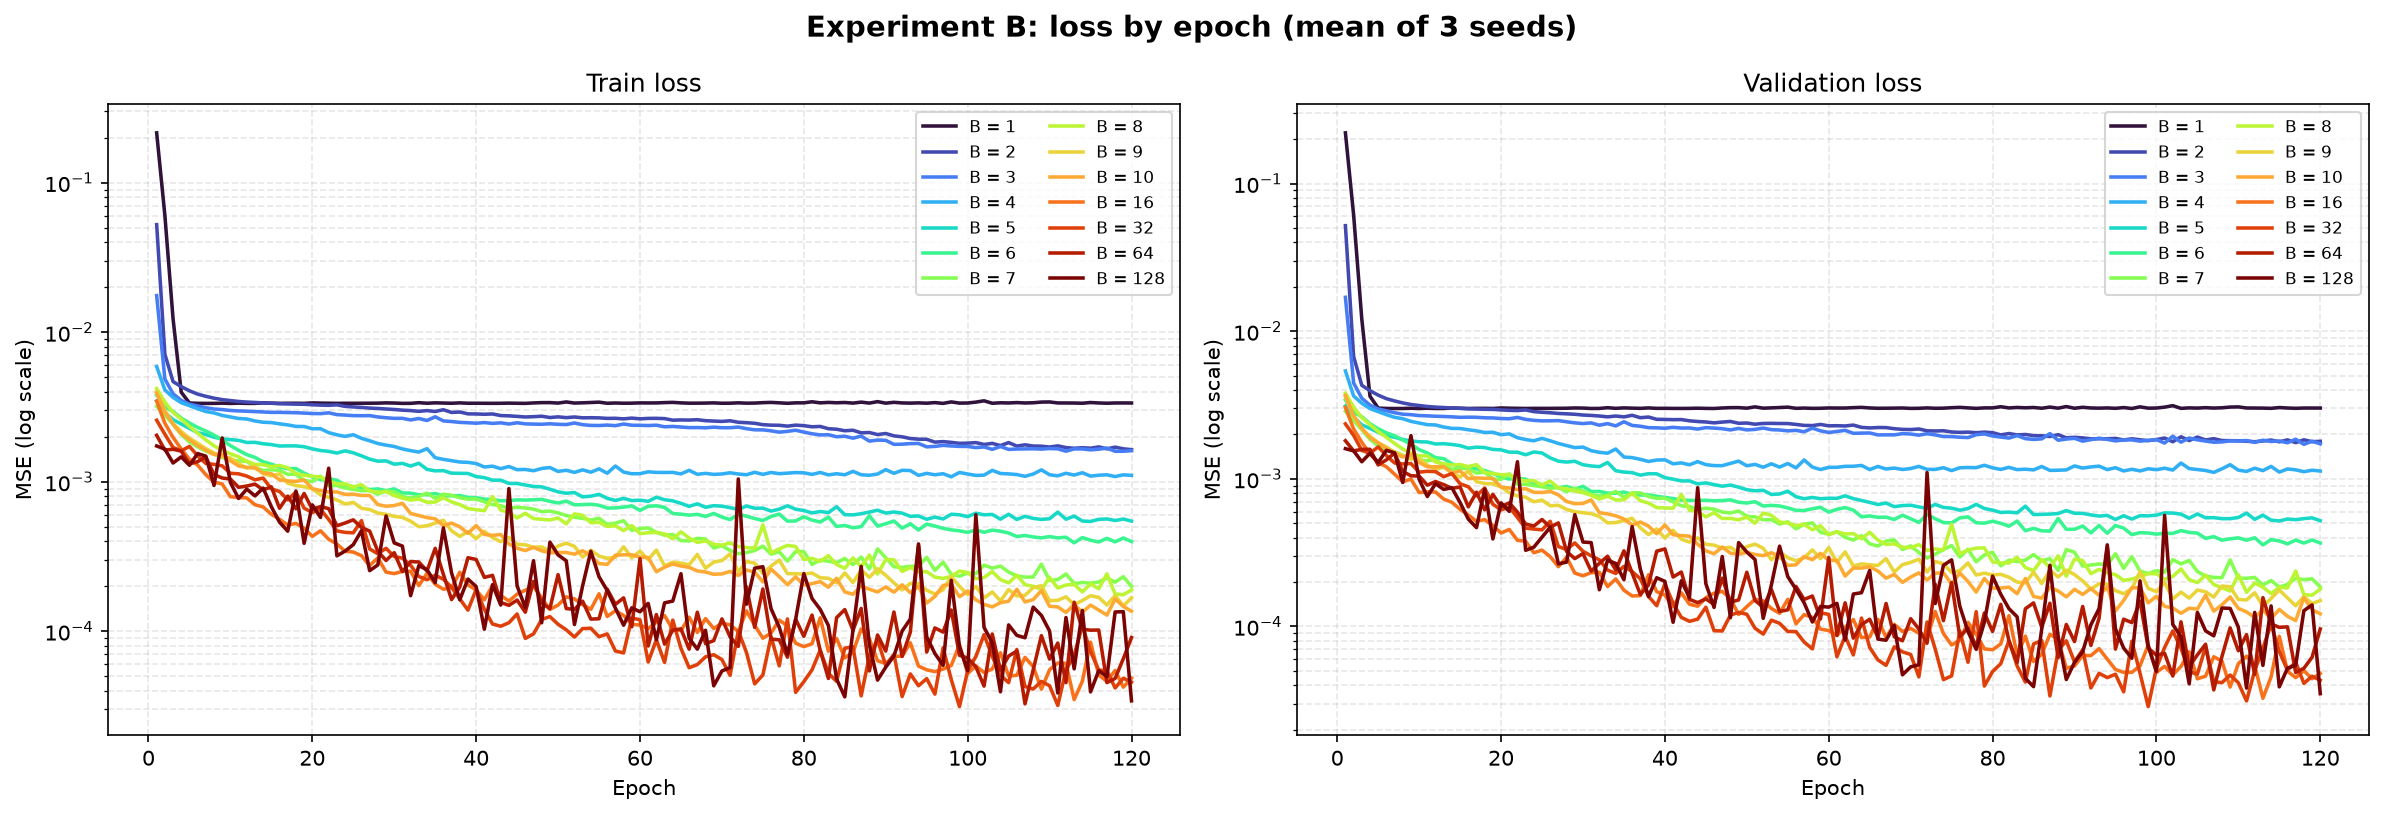 Experiment B: loss by epoch (mean of 3 seeds)
Train loss
MSE (log scale)
10⁻¹
10⁻²
10⁻³
10⁻⁴
B = 1
B = 2
B = 3
B = 4
B = 5
B = 6
B = 7
B = 8
B = 9
B = 10
B = 16
B = 32
B = 64
B = 128
0 20 40 60 80 100 120
Epoch
Validation loss
MSE (log scale)
10⁻¹
10⁻²
10⁻³
10⁻⁴
B = 1
B = 2
B = 3
B = 4
B = 5
B = 6
B = 7
B = 8
B = 9
B = 10
B = 16
B = 32
B = 64
B = 128
0 20 40 60 80 100 120
Epoch